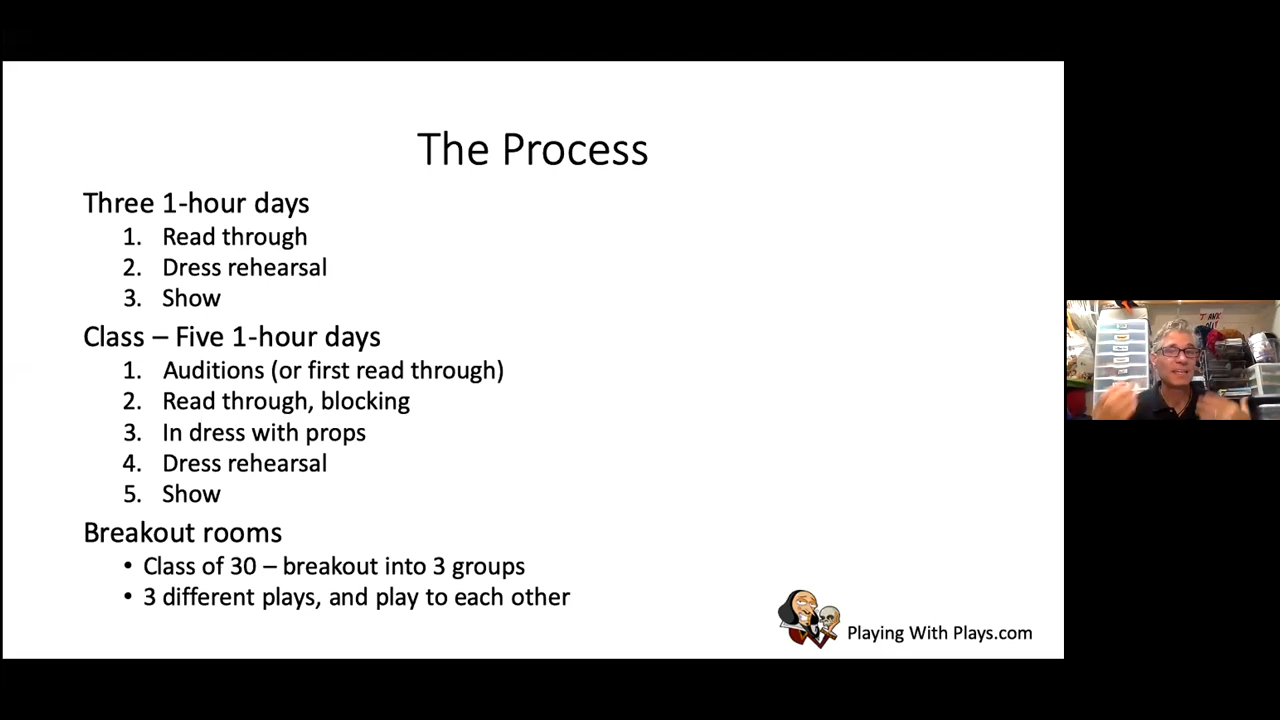 The Process
Three 1-hour days
1. Read through
2. Dress rehearsal
3. Show
Class – Five 1-hour days
1. Auditions (or first read through)
2. Read through, blocking
3. In dress with props
4. Dress rehearsal
5. Show
Breakout rooms
• Class of 30 – breakout into 3 groups
• 3 different plays, and play to each other
Playing With Plays.com